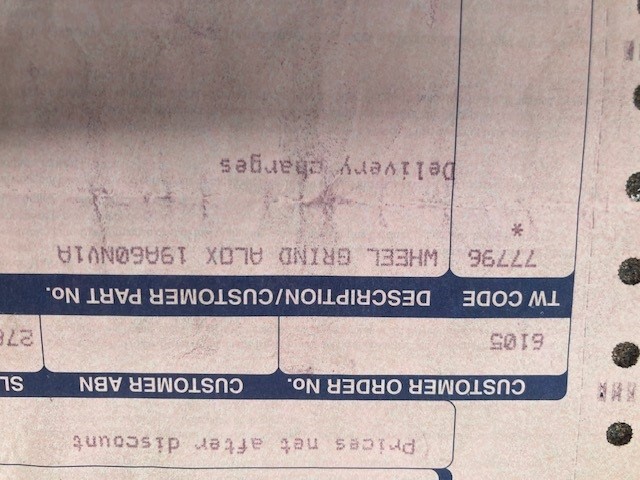 (Prices net after discount
CUSTOMER ORDER No. CUSTOMER ABN
6105
TW CODE DESCRIPTION/CUSTOMER PART No.
77796 WHEEL GRIND ALOX 19A60NV1A
*
Delivery charges